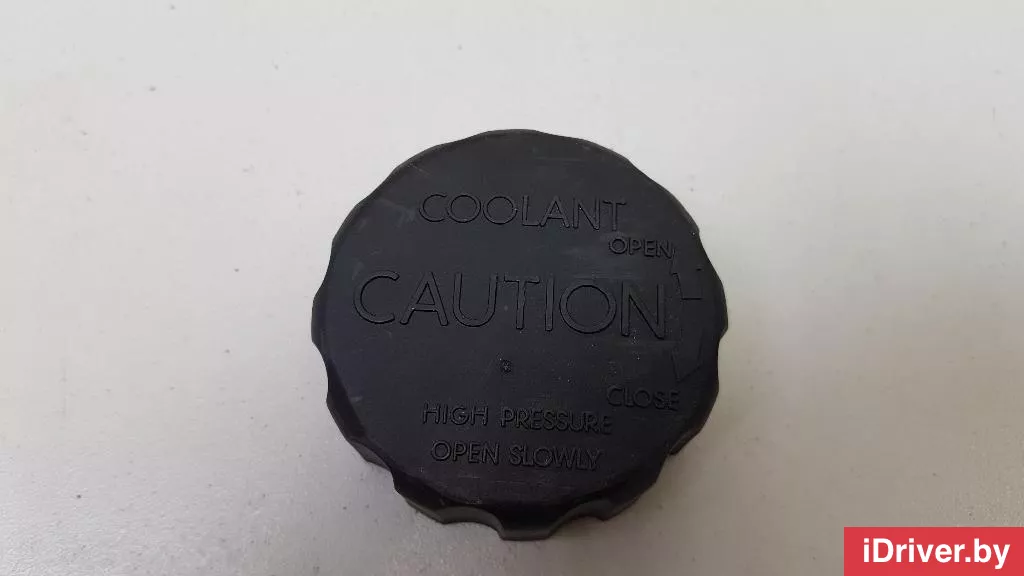 COOLANT
OPEN
CAUTION
CLOSE
HIGH PRESSURE
OPEN SLOWLY
iDriver.by